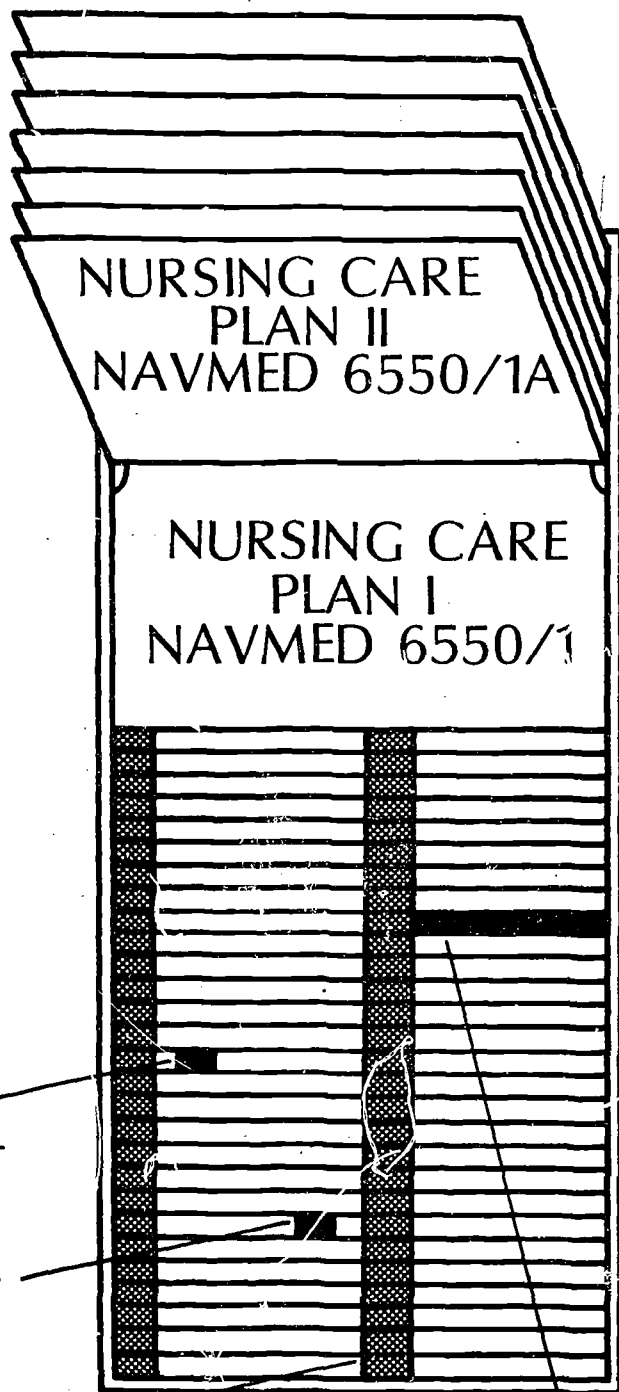 NURSING CARE
PLAN II
NAVMED 6550/1A
NURSING CARE
PLAN I
NAVMED 6550/1